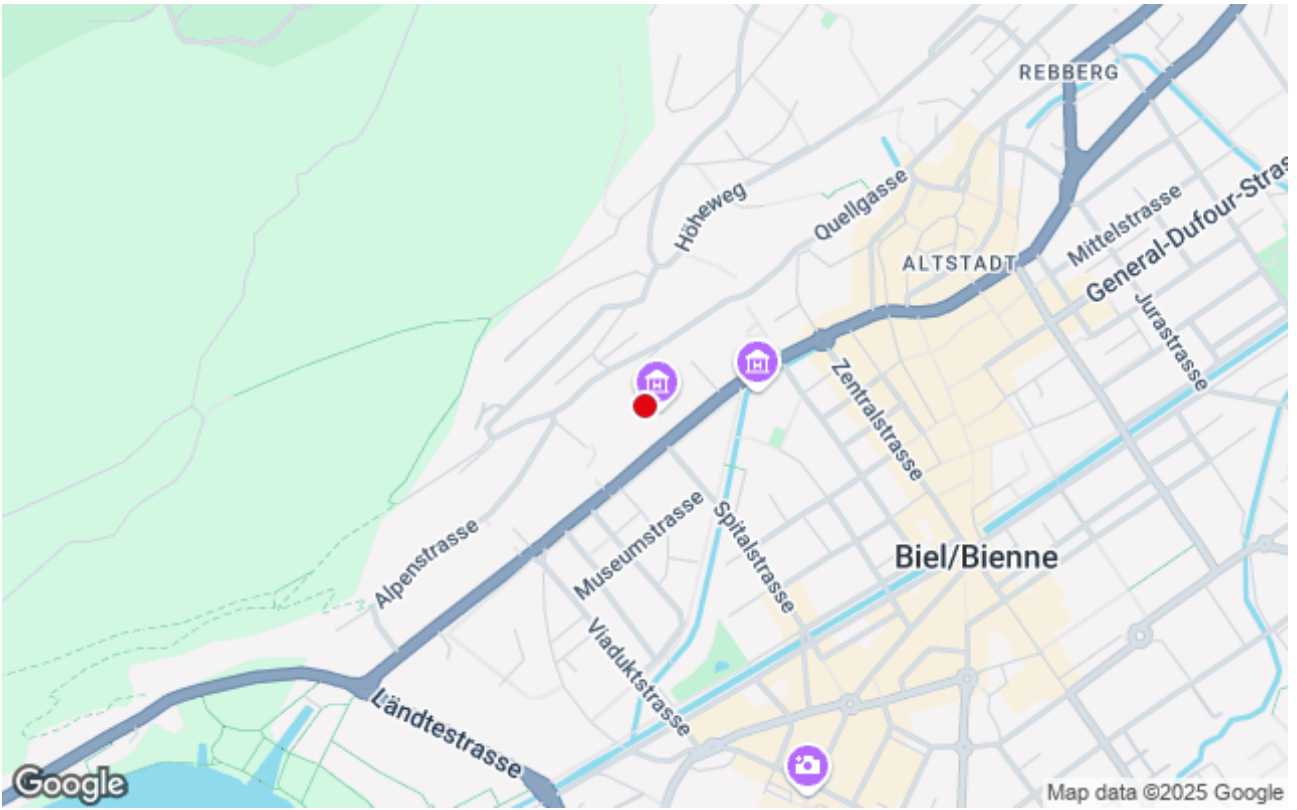 REBBERG
Höheweg
Quellgasse
Mittelstrasse
General-Dufour-Stras
ALTSTADT
Jurastrasse
Zentralstrasse
Museumstrasse
Spitalstrasse
Alpenstrasse
Biel/Bienne
Viaduktstrasse
Ländtestrasse
Google
Map data ©2025 Google